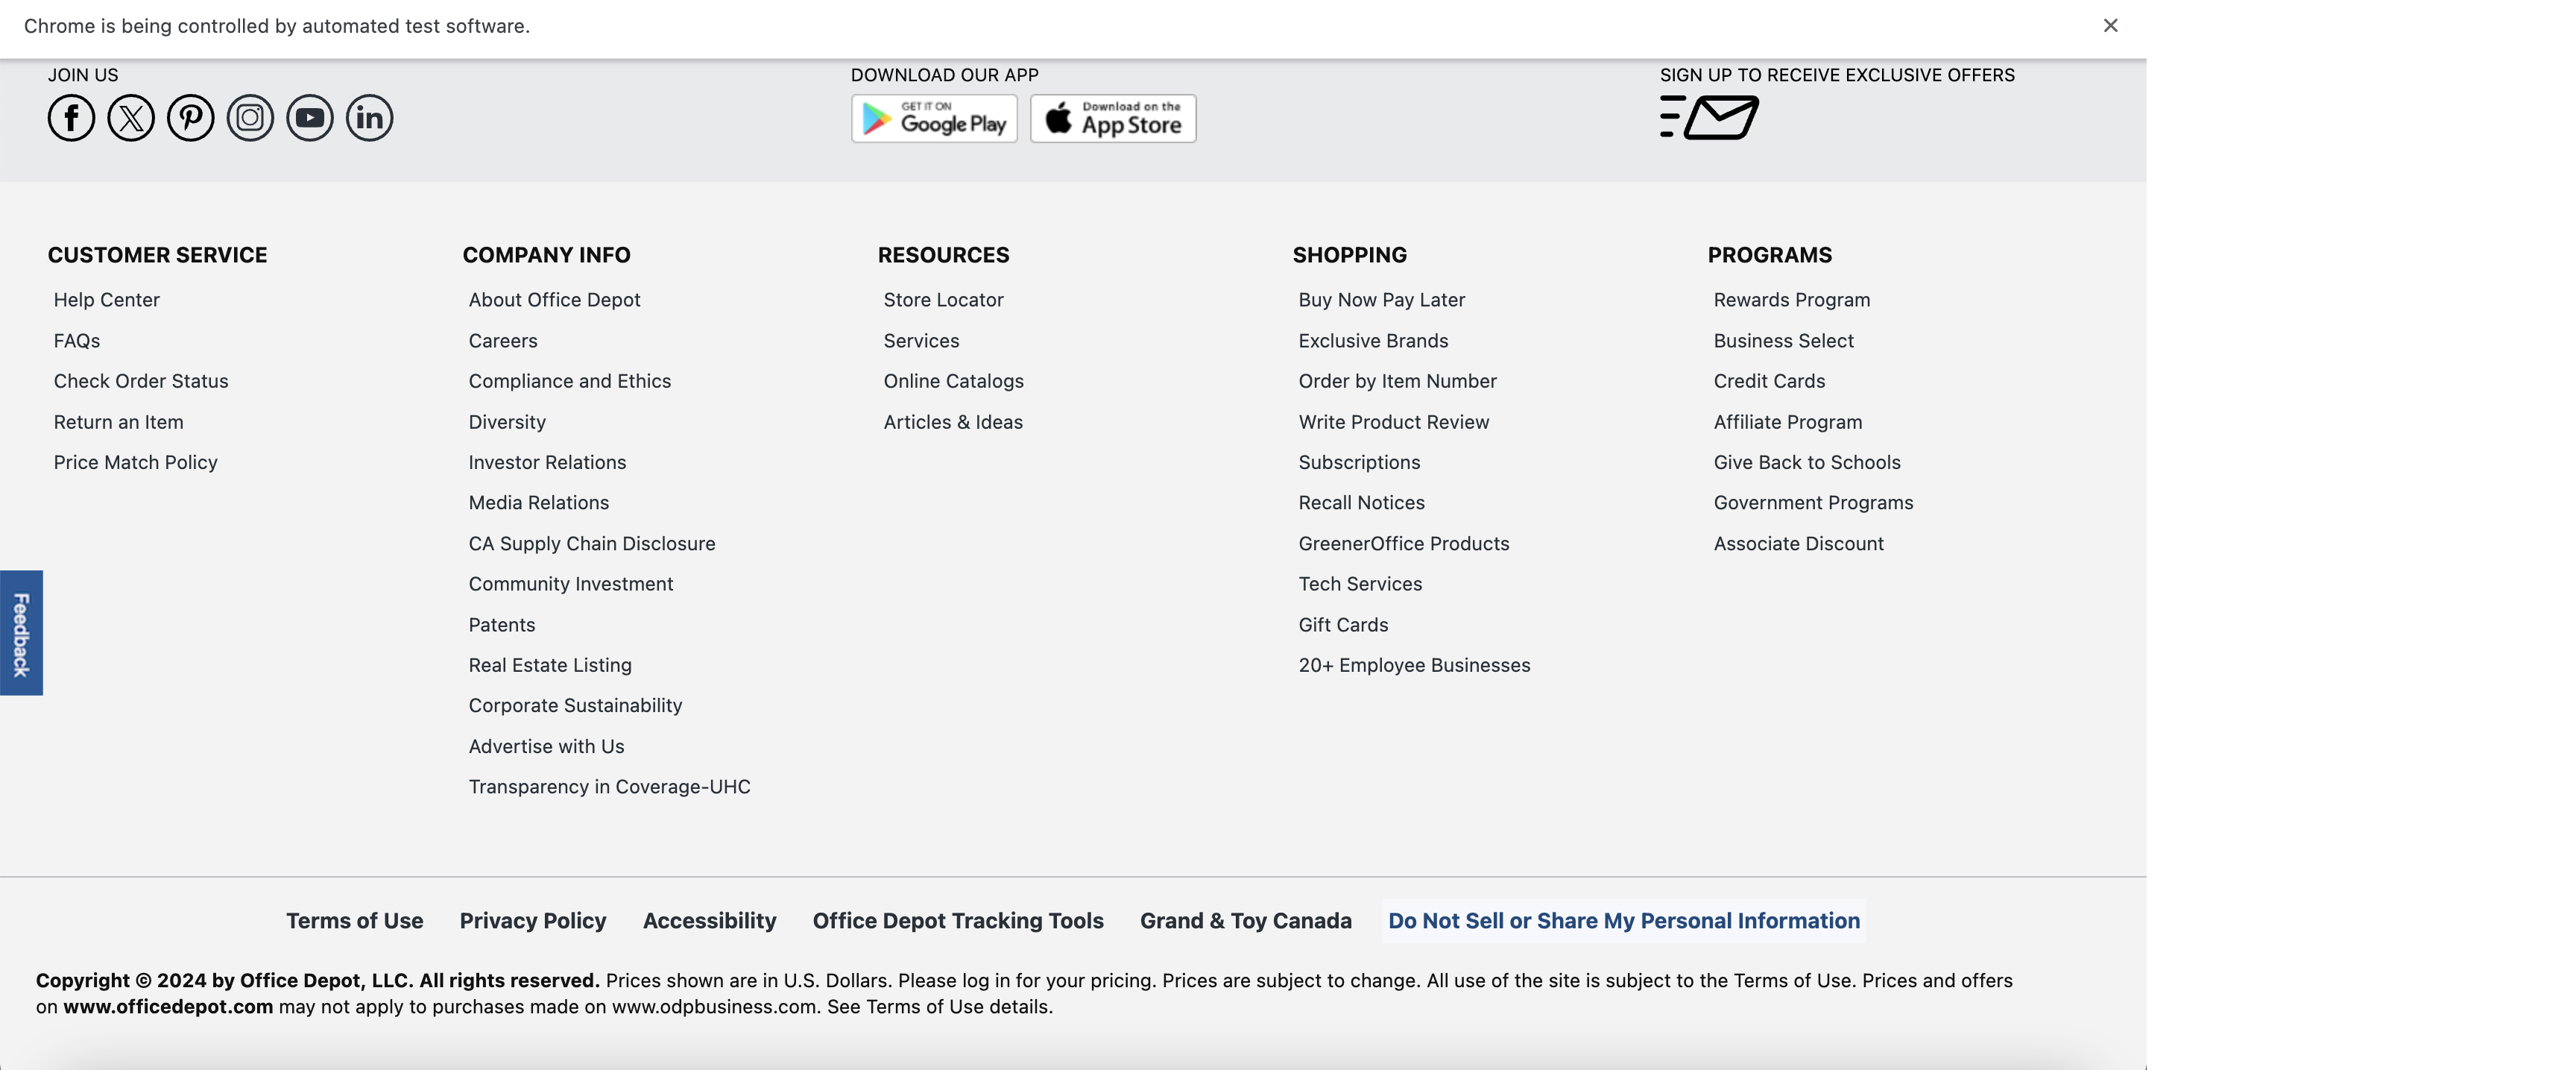 Chrome is being controlled by automated test software.
JOIN US
DOWNLOAD OUR APP
GET IT ON
Google Play
Download on the
App Store
SIGN UP TO RECEIVE EXCLUSIVE OFFERS
CUSTOMER SERVICE
Help Center
FAQs
Check Order Status
Return an Item
Price Match Policy
COMPANY INFO
About Office Depot
Careers
Compliance and Ethics
Diversity
Investor Relations
Media Relations
CA Supply Chain Disclosure
Community Investment
Patents
Real Estate Listing
Corporate Sustainability
Advertise with Us
Transparency in Coverage-UHC
RESOURCES
Store Locator
Services
Online Catalogs
Articles & Ideas
SHOPPING
Buy Now Pay Later
Exclusive Brands
Order by Item Number
Write Product Review
Subscriptions
Recall Notices
GreenerOffice Products
Tech Services
Gift Cards
20+ Employee Businesses
PROGRAMS
Rewards Program
Business Select
Credit Cards
Affiliate Program
Give Back to Schools
Government Programs
Associate Discount
Feedback
Terms of Use Privacy Policy Accessibility Office Depot Tracking Tools Grand & Toy Canada Do Not Sell or Share My Personal Information
Copyright © 2024 by Office Depot, LLC. All rights reserved. Prices shown are in U.S. Dollars. Please log in for your pricing. Prices are subject to change. All use of the site is subject to the Terms of Use. Prices and offers
on www.officedepot.com may not apply to purchases made on www.odpbusiness.com. See Terms of Use details.